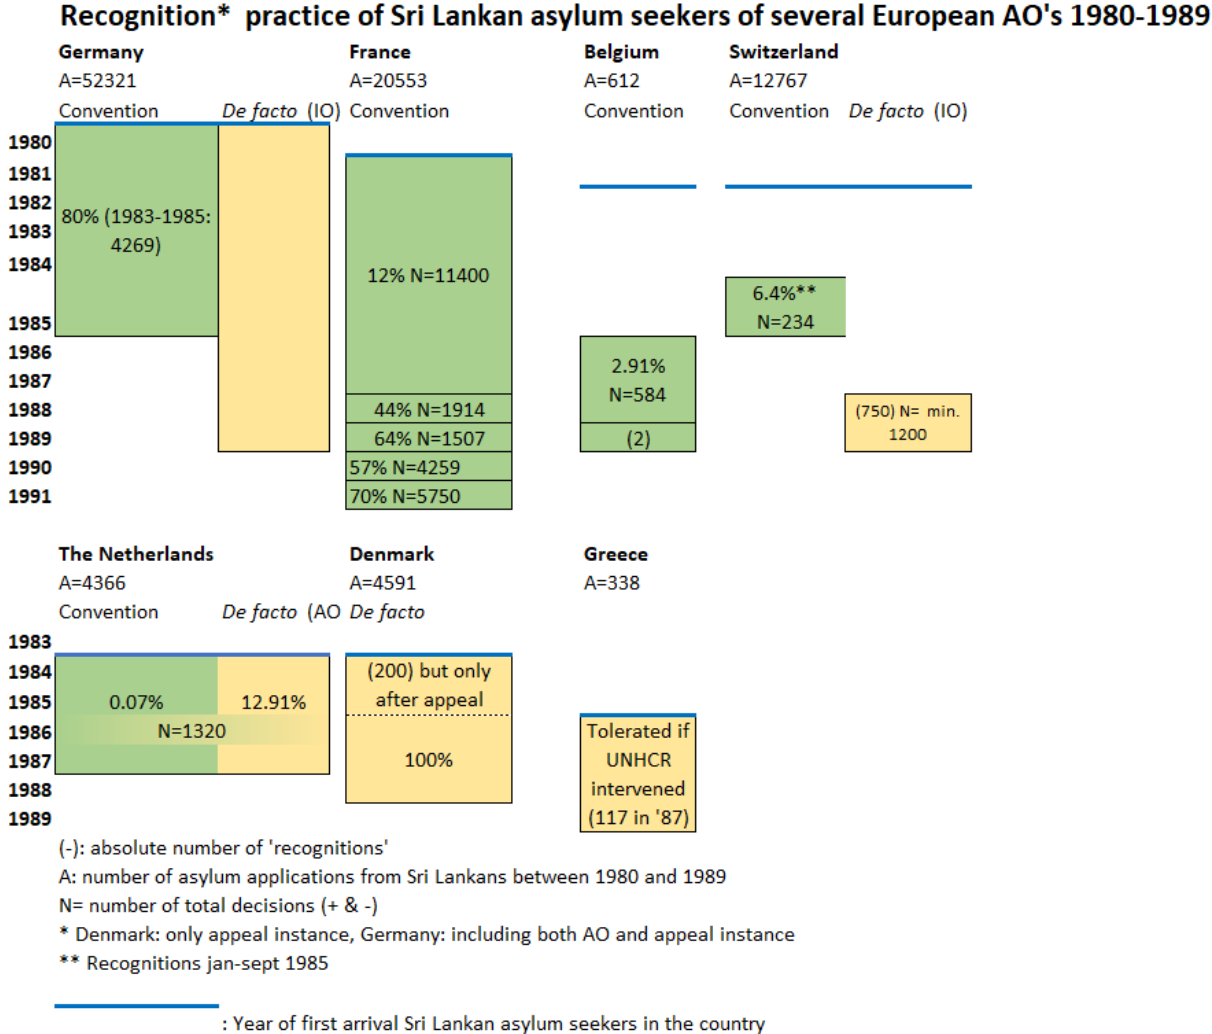 Recognition* practice of Sri Lankan asylum seekers of several European AO's 1980-1989
Germany France Belgium Switzerland
A=52321 A=20553 A=612 A=12767
Convention De facto (IO) Convention Convention Convention De facto (IO)
1980
1981
1982
80% (1983-1985:
1983
4269)
1984
12% N=11400
6.4%**
1985 N=234
1986
2.91%
1987
N=584
1988 44% N=1914 (750) N= min.
1989 64% N=1507 (2) 1200
1990 57% N=4259
1991 70% N=5750
The Netherlands Denmark Greece
A=4366 A=4591 A=338
Convention De facto (AO De facto
1983
1984 (200) but only
1985 0.07% 12.91% after appeal
1986 N=1320 Tolerated if
1987 100% UNHCR
1988 intervened
1989 (117 in '87)
(-): absolute number of 'recognitions'
A: number of asylum applications from Sri Lankans between 1980 and 1989
N= number of total decisions (+ & -)
* Denmark: only appeal instance, Germany: including both AO and appeal instance
** Recognitions jan-sept 1985
: Year of first arrival Sri Lankan asylum seekers in the country